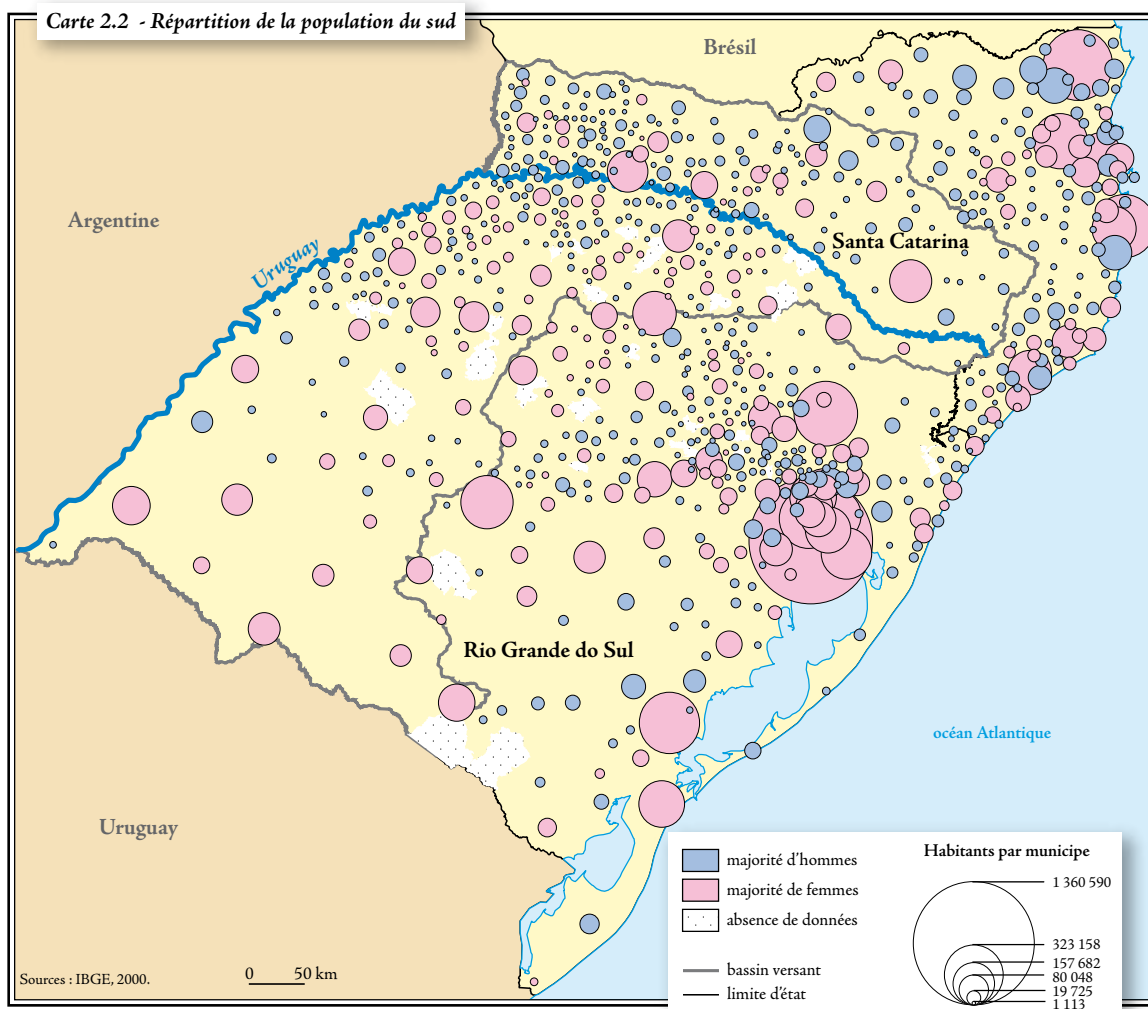 Carte 2.2 - Répartition de la population du sud
Brésil
Argentine
Uruguay
Santa Catarina
Rio Grande do Sul
océan Atlantique
Uruguay
majorité d'hommes
majorité de femmes
absence de données
bassin versant
limite d'état
Habitants par municipe
1 360 590
323 158
157 682
80 048
19 725
1 113
0 50 km
Sources : IBGE, 2000.